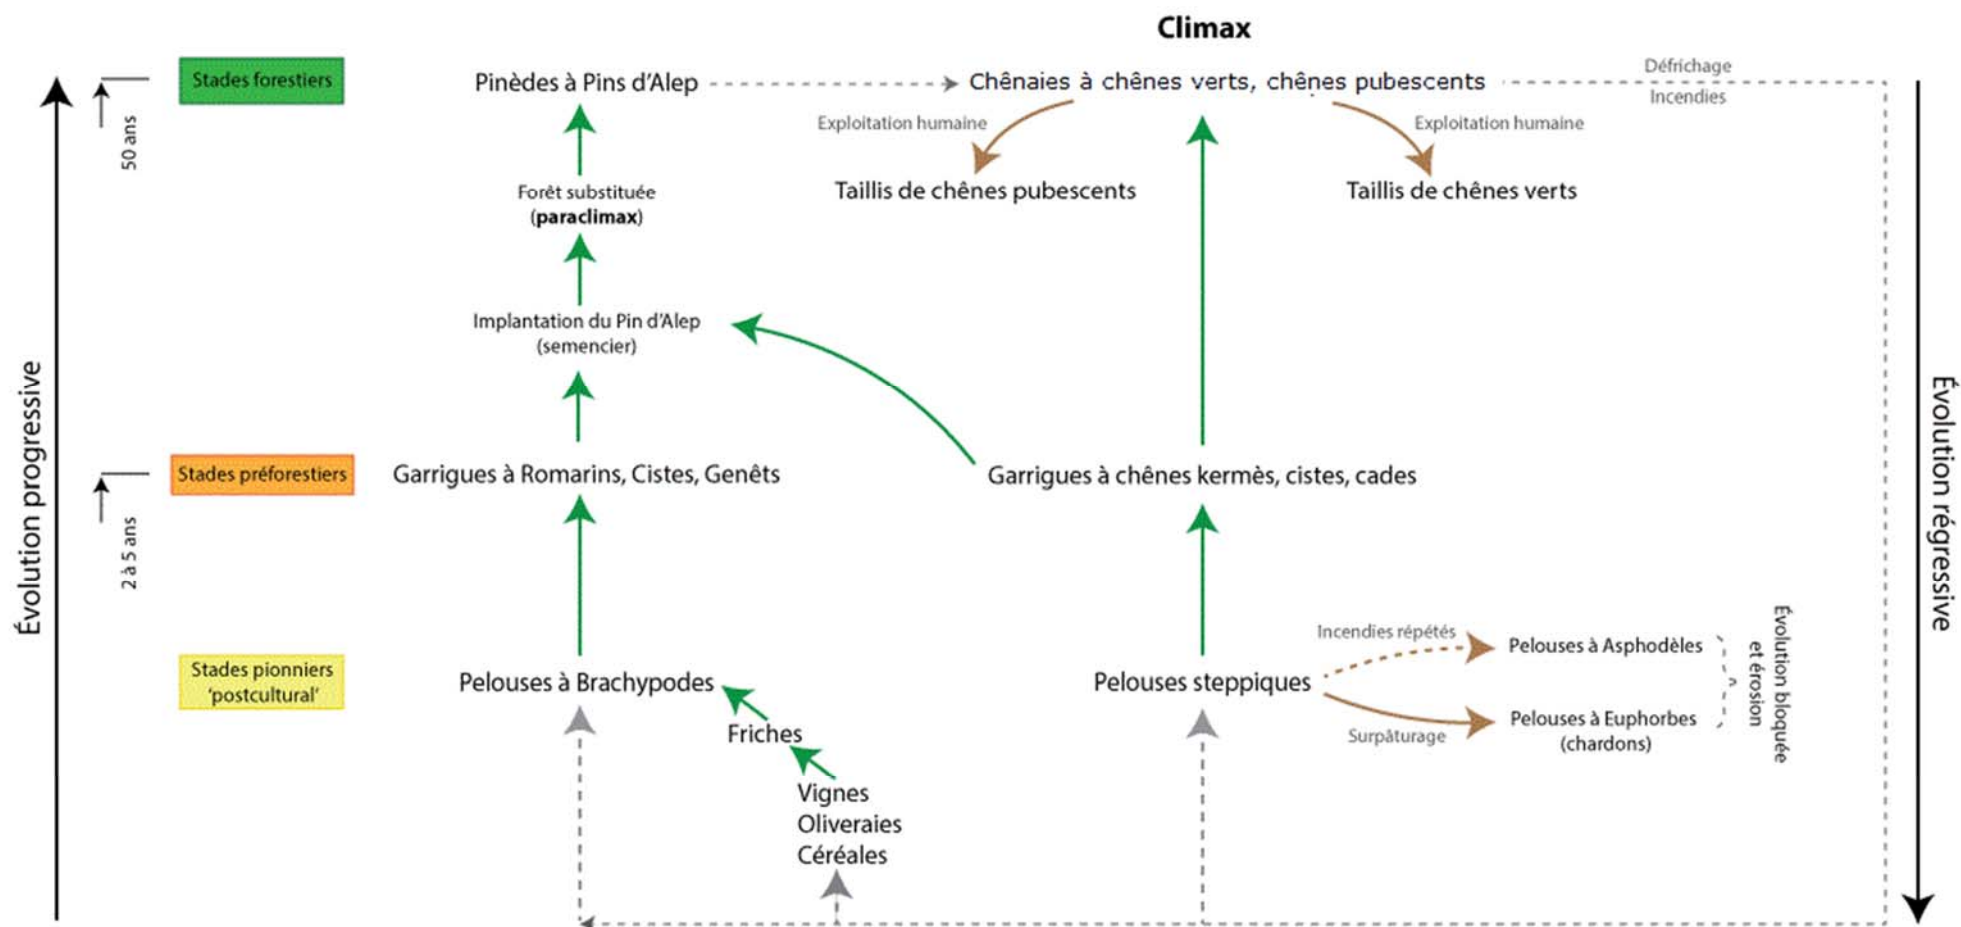 Climax
Stades forestiers
Pinèdes à Pins d'Alep
Chênaies à chênes verts, chênes pubescents
Défrichage
Incendies
50 ans
Exploitation humaine
Exploitation humaine
Taillis de chênes pubescents
Taillis de chênes verts
Forêt substituée
(paraclimax)
Implantation du Pin d'Alep
(semencier)
Évolution progressive
Évolution régressive
Stades préforestiers
Garrigues à Romarins, Cistes, Genêts
Garrigues à chênes kermès, cistes, cades
2 à 5 ans
Stades pionniers
'postcultural'
Pelouses à Brachypodes
Pelouses steppiques
Incendies répétés
Pelouses à Asphodèles
Surpâturage
Pelouses à Euphorbes
(chardons)
Évolution bloquée
et érosion
Friches
Vignes
Oliveraies
Céréales